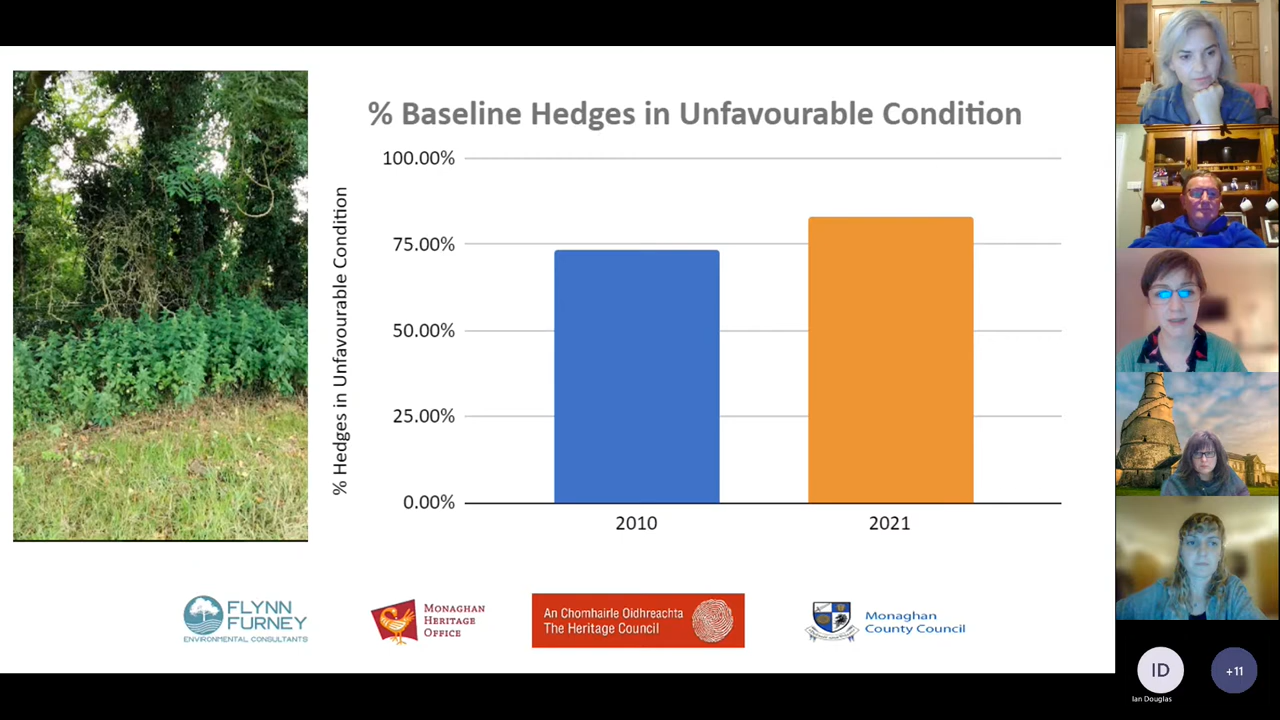 % Baseline Hedges in Unfavourable Condition
% Hedges in Unfavourable Condition
100.00%
75.00%
50.00%
25.00%
0.00%
2010
2021
FLYNN
FURNEY
ENVIRONMENTAL CONSULTANTS
MONAGHAN
HERITAGE
OFFICE
An Chomhairle Oidhreachta
The Heritage Council
Monaghan
County Council
ID
Ian Douglas
+11